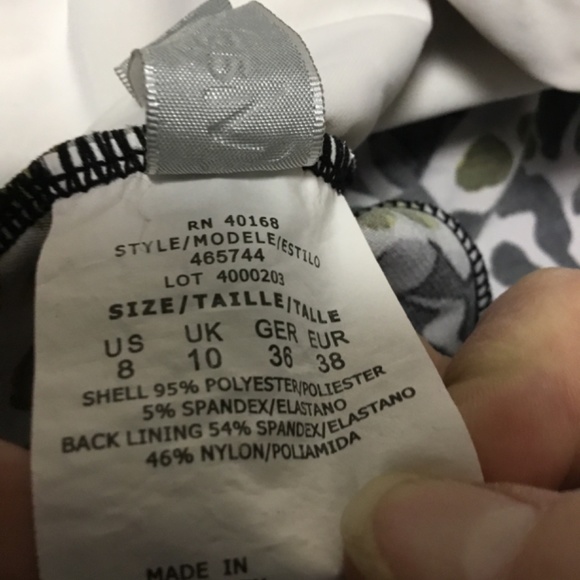 RN 40168
STYLE/MODELE/ESTILO
465744
LOT 4000203
SIZE/TAILLE/TALLE
US UK GER EUR
8 10 36 38
SHELL 95% POLYESTER/POLIESTER
5% SPANDEX/ELASTANO
BACK LINING 54% SPANDEX/ELASTANO
46% NYLON/POLIAMIDA
MADE IN